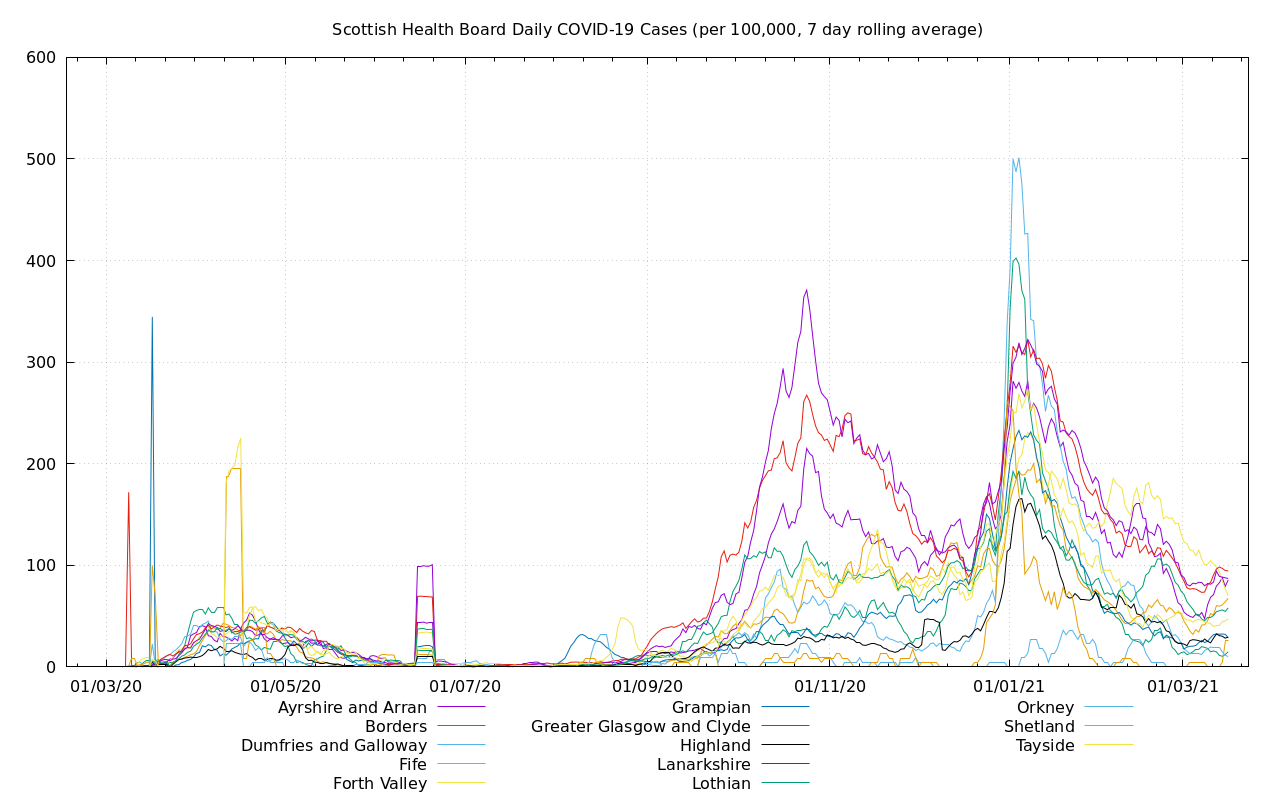 Scottish Health Board Daily COVID-19 Cases (per 100,000, 7 day rolling average)
600
500
400
300
200
100
0
01/03/20 01/05/20 01/07/20 01/09/20 01/11/20 01/01/21 01/03/21
Ayrshire and Arran Grampian Orkney
Borders Greater Glasgow and Clyde Shetland
Dumfries and Galloway Highland Tayside
Fife Lanarkshire
Forth Valley Lothian